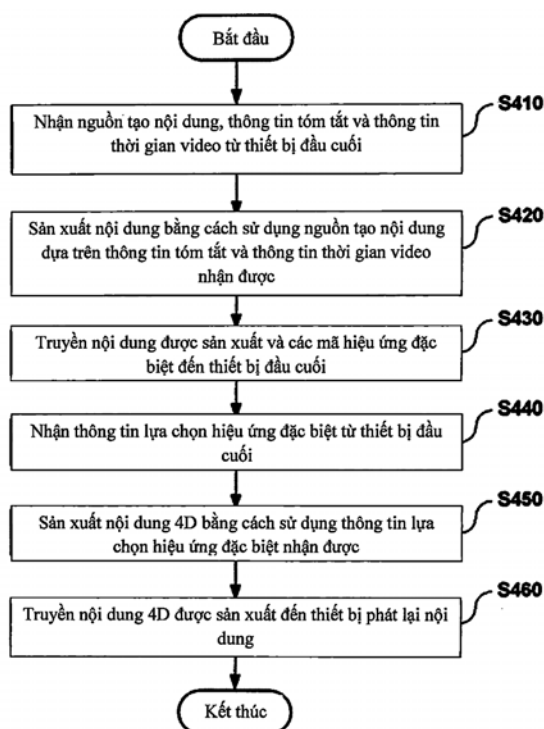 Bắt đầu
S410
Nhận nguồn tạo nội dung, thông tin tóm tắt và thông tin
thời gian video từ thiết bị đầu cuối
S420
Sản xuất nội dung bằng cách sử dụng nguồn tạo nội dung
dựa trên thông tin tóm tắt và thông tin thời gian video
nhận được
S430
Truyền nội dung được sản xuất và các mã hiệu ứng đặc
biệt đến thiết bị đầu cuối
S440
Nhận thông tin lựa chọn hiệu ứng đặc biệt từ thiết bị đầu
cuối
S450
Sản xuất nội dung 4D bằng cách sử dụng thông tin lựa
chọn hiệu ứng đặc biệt nhận được
S460
Truyền nội dung 4D được sản xuất đến thiết bị phát lại nội
dung
Kết thúc